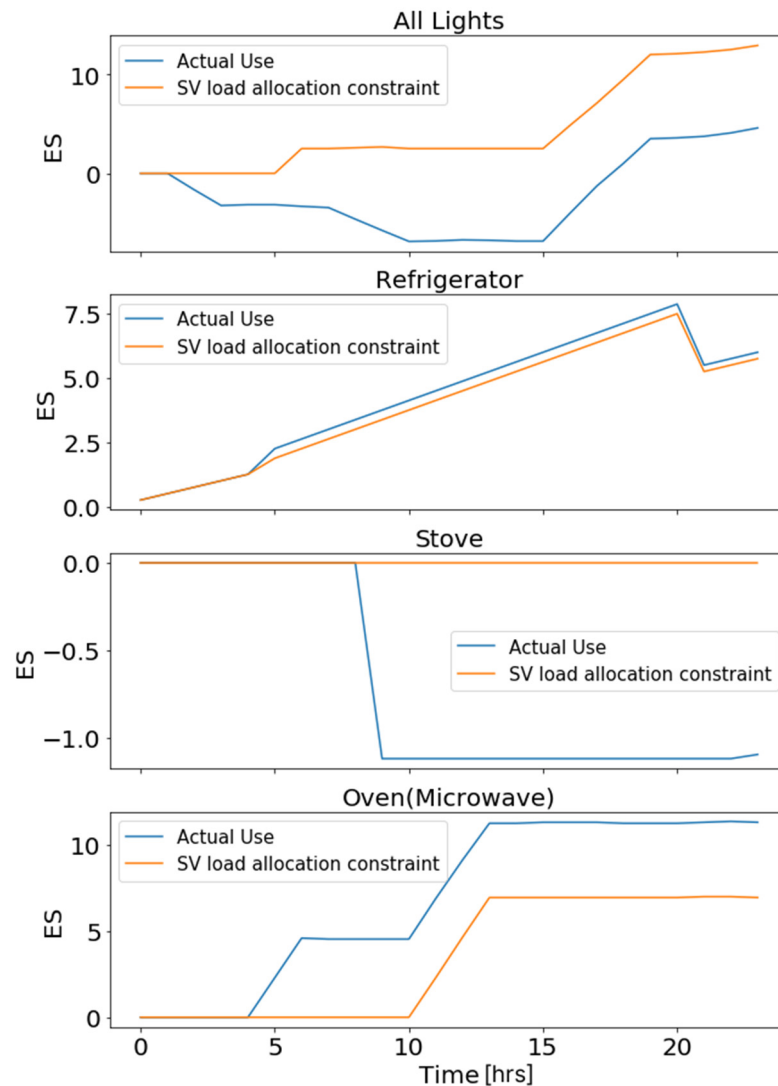 All Lights
Actual Use
SV load allocation constraint
10
0
ES
Refrigerator
Actual Use
SV load allocation constraint
7.5
5.0
2.5
0.0
ES
Stove
0.0
−0.5
−1.0
ES
Actual Use
SV load allocation constraint
Oven(Microwave)
Actual Use
SV load allocation constraint
10
5
0
ES
0 5 10 15 20
Time [hrs]